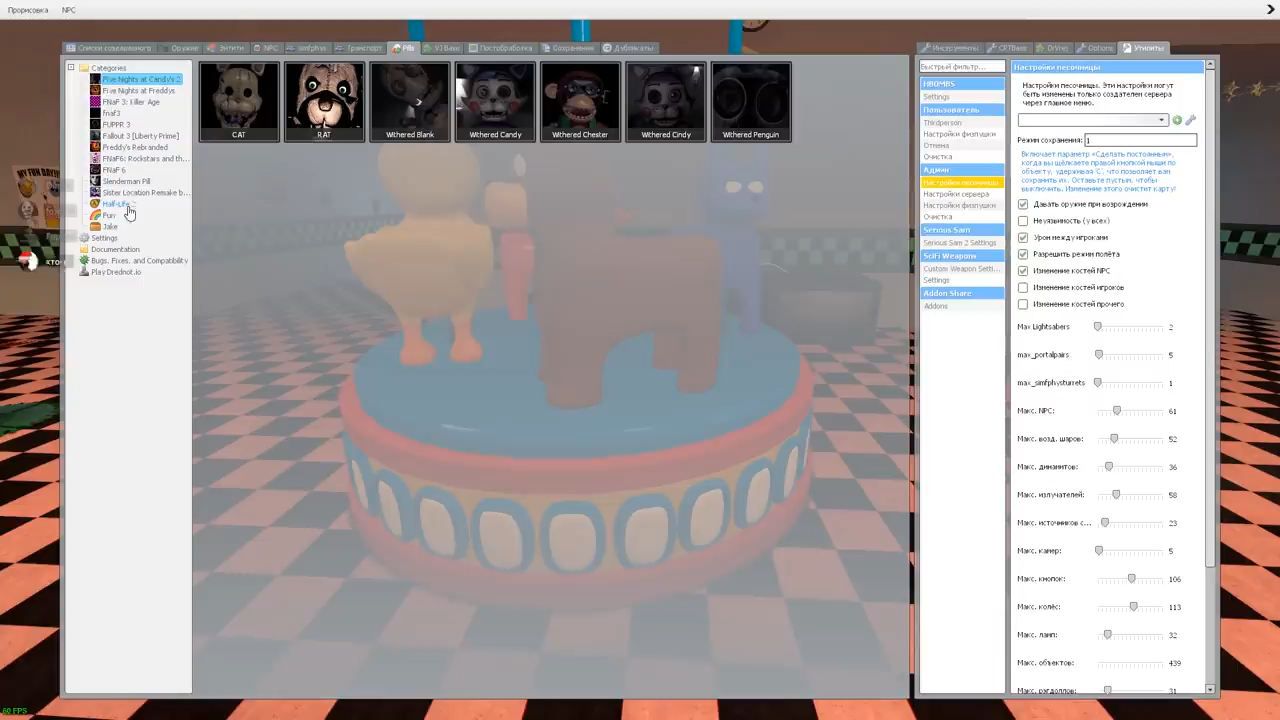 Прорисовка NPC
Списки содержимого Оружие Энтити NPC simfphys Транспорт Pills VJ Base Постобработка Сохранения Дубликаты
Categories
Five Nights at Candy's 2
Five Nights at Freddys
FNaF 3: Killer Age
fnaf3
FUPPR 3
Fallout 3 [Liberty Prime]
Freddy's Rebranded
FNaF6: Rockstars and th...
FNaF 6
Slenderman Pill
Sister Location Remake b...
Half-Life 2
Fun
Jake
Settings
Documentation
Bugs, Fixes, and Compatibility
Play Drednot.io
CAT RAT Withered Blank Withered Candy Withered Chester Withered Cindy Withered Penguin
Инструменты CPTBase DrVrej Options Утилиты
Быстрый фильтр...
HBOMBS
Settings
Пользователь
Thirdperson
Настройки физпушки
Отмена
Очистка
Админ
Настройки песочницы
Настройки сервера
Настройки физпушки
Очистка
Serious Sam
Serious Sam 2 Settings
SciFi Weapons
Custom Weapon Setti...
Settings
Addon Share
Addons
Настройки песочницы
Настройки песочницы. Эти настройки могут
быть изменены только создателем сервера
через главное меню.
Режим сохранения: 1
Включает параметр «Сделать постоянным»,
когда вы щёлкаете правой кнопкой мыши по
объекту, удерживая 'C', что позволит вам
сохранить их. Оставьте пустым, чтобы
выключить. Изменение этого очистит карту!
Давать оружие при возрождении
Неуязвимость (у всех)
Урон между игроками
Разрешить режим полёта
Изменение костей NPC
Изменение костей игроков
Изменение костей прочего
Max Lightsabers 2
max_portalpairs 5
max_simfphysturrets 1
Макс. NPC: 61
Макс. возд. шаров: 52
Макс. динамитов: 36
Макс. излучателей: 58
Макс. источников с... 23
Макс. камер: 5
Макс. кнопок: 106
Макс. колёс: 113
Макс. ламп: 32
Макс. объектов: 439
Макс. рэгдоллов: 31
60 FPS